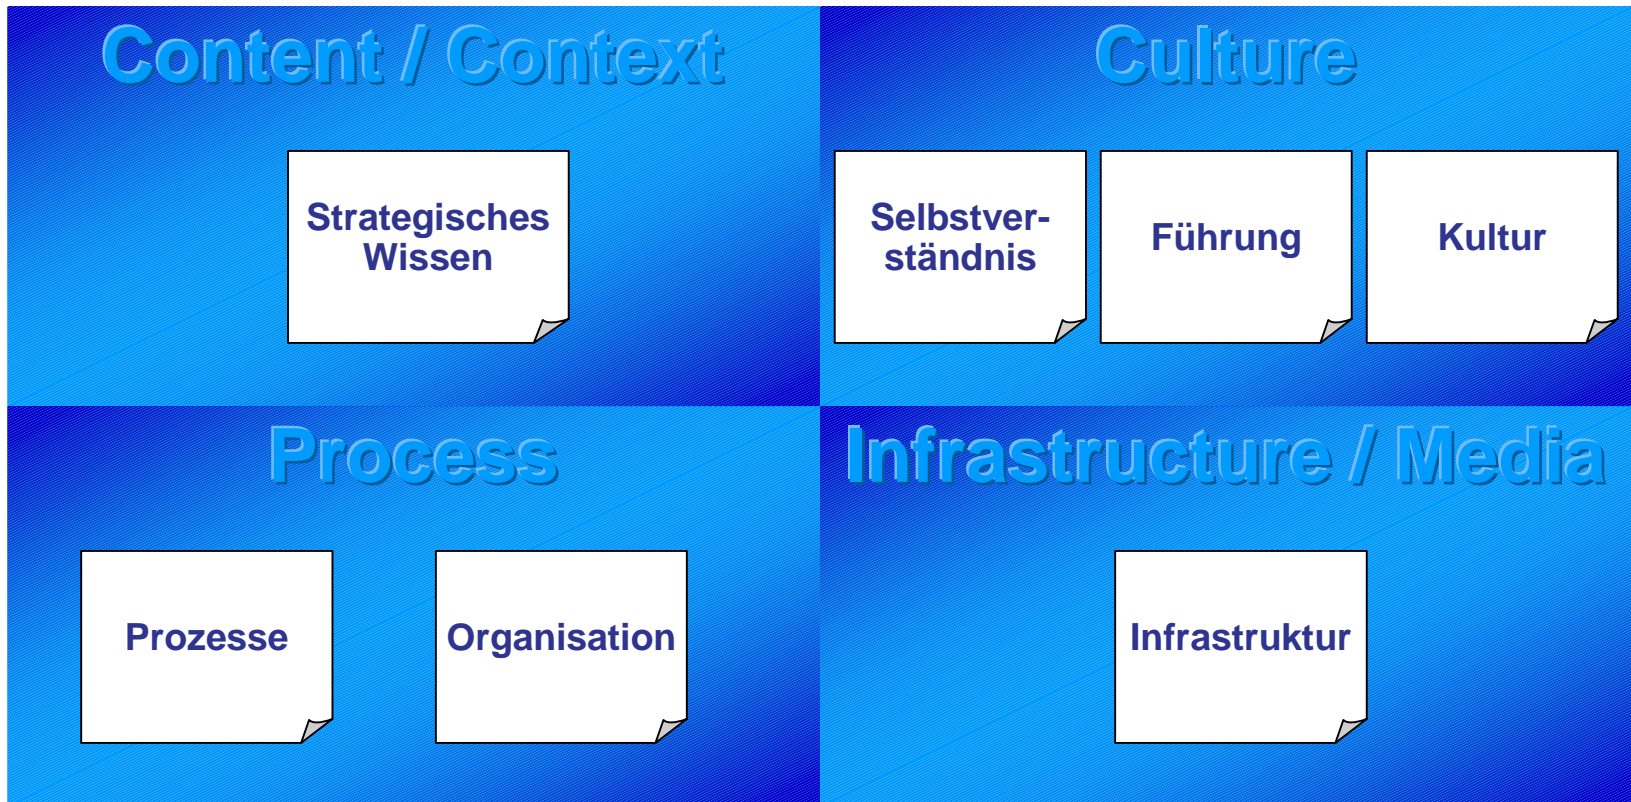 Content / Context
Strategisches
Wissen
Culture
Selbstver-
ständnis
Führung
Kultur
Process
Prozesse
Organisation
Infrastructure / Media
Infrastruktur